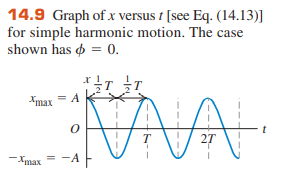 14.9 Graph of x versus t [see Eq. (14.13)]
for simple harmonic motion. The case
shown has ϕ = 0.
x
½T ½T
xmax = A
O
t
T
2T
−xmax = −A